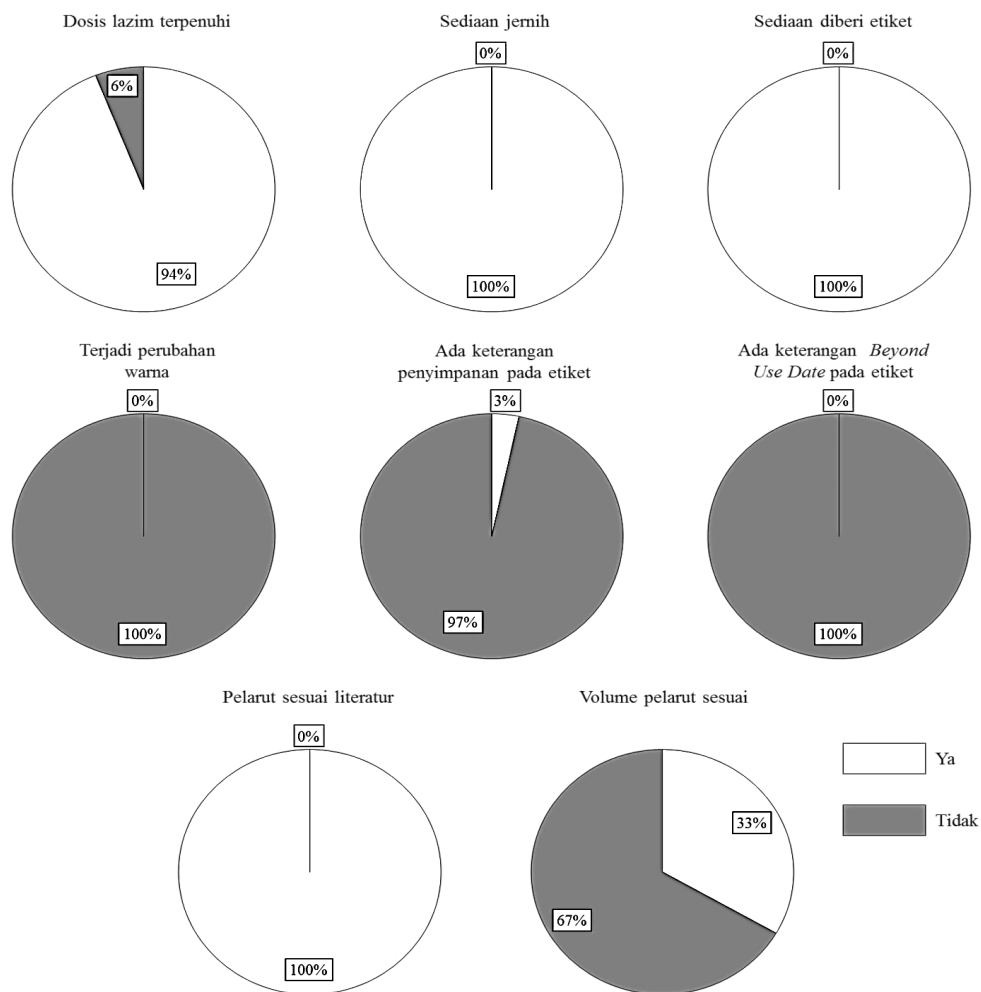 Dosis lazim terpenuhi
6%
94%
Sediaan jernih
0%
100%
Sediaan diberi etiket
0%
100%
Terjadi perubahan
warna
0%
100%
Ada keterangan
penyimpanan pada etiket
3%
97%
Ada keterangan Beyond
Use Date pada etiket
0%
100%
Pelarut sesuai literatur
0%
100%
Volume pelarut sesuai
33%
67%
Ya
Tidak